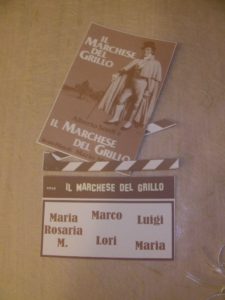 IL
MARCHESE
DEL
GRILLO
IL MARCHESE
DEL GRILLO
IL MARCHESE DEL GRILLO
Maria Rosaria M.
Marco
Luigi
Lori
Maria